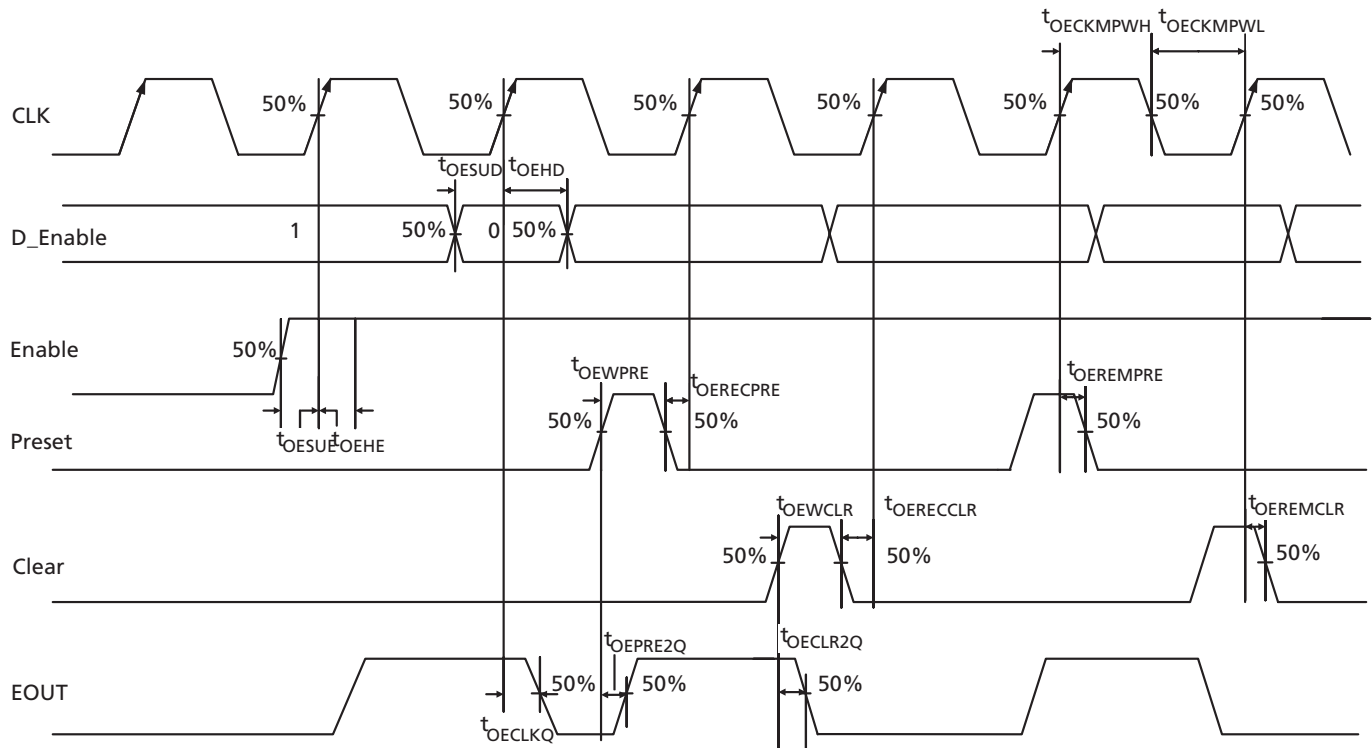 tOECKMPWH tOECKMPWL
CLK
50% 50% 50% 50% 50% 50% 50%
tOESUD tOEHD
D_Enable
1 50% 0 50%
Enable
50%
tOEWPRE tOERECPRE tOEREMPRE
Preset
tOESUE tOEHE 50% 50% 50%
tOEWCLR tOERECCLR tOEREMCLR
Clear
50% 50% 50%
tOEPRE2Q tOECLR2Q
EOUT
50% 50% 50%
tOECLKQ